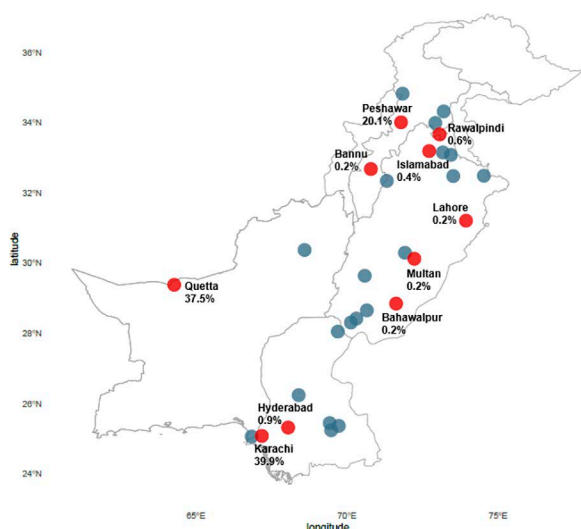 36°N
Peshawar
20.1%
34°N
Rawalpindi
0.6%
Bannu
0.2%
Islamabad
0.4%
32°N
Lahore
0.2%
30°N
Multan
0.2%
Quetta
37.5%
28°N
Bahawalpur
0.2%
26°N
Hyderabad
0.9%
Karachi
39.9%
24°N
latitude
65°E
70°E
75°E
longitude